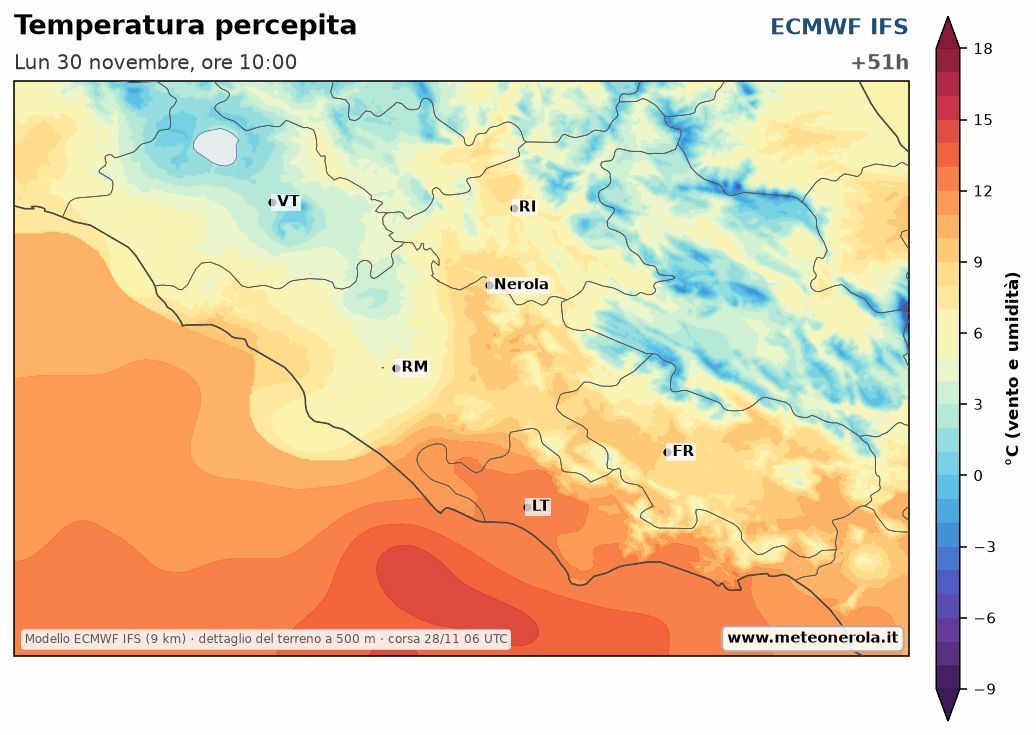 Temperatura percepita
ECMWF IFS
Lun 30 novembre, ore 10:00
+51h
VT
RI
Nerola
RM
FR
LT
Modello ECMWF IFS (9 km) · dettaglio del terreno a 500 m · corsa 28/11 06 UTC
www.meteonerola.it
18
15
12
9
6
3
0
−3
−6
−9
°C (vento e umidità)